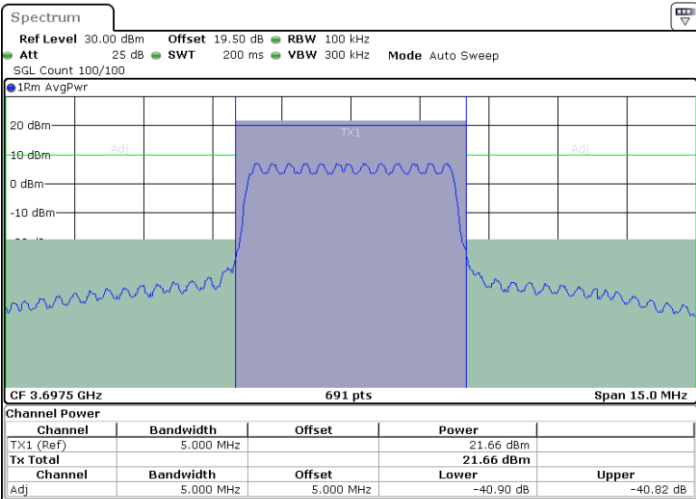 Spectrum
Ref Level 30.00 dBm Offset 19.50 dB RBW 100 kHz
Att 25 dB SWT 200 ms VBW 300 kHz Mode Auto Sweep
SGL Count 100/100
1Rm AvgPwr
20 dBm
TX1
10 dBm
Adj
Adj
0 dBm
-10 dBm
CF 3.6975 GHz 691 pts Span 15.0 MHz
Channel Power
Channel Bandwidth Offset Power
TX1 (Ref) 5.000 MHz 21.66 dBm
Tx Total 21.66 dBm
Channel Bandwidth Offset Lower Upper
Adj 5.000 MHz 5.000 MHz -40.90 dB -40.82 dB